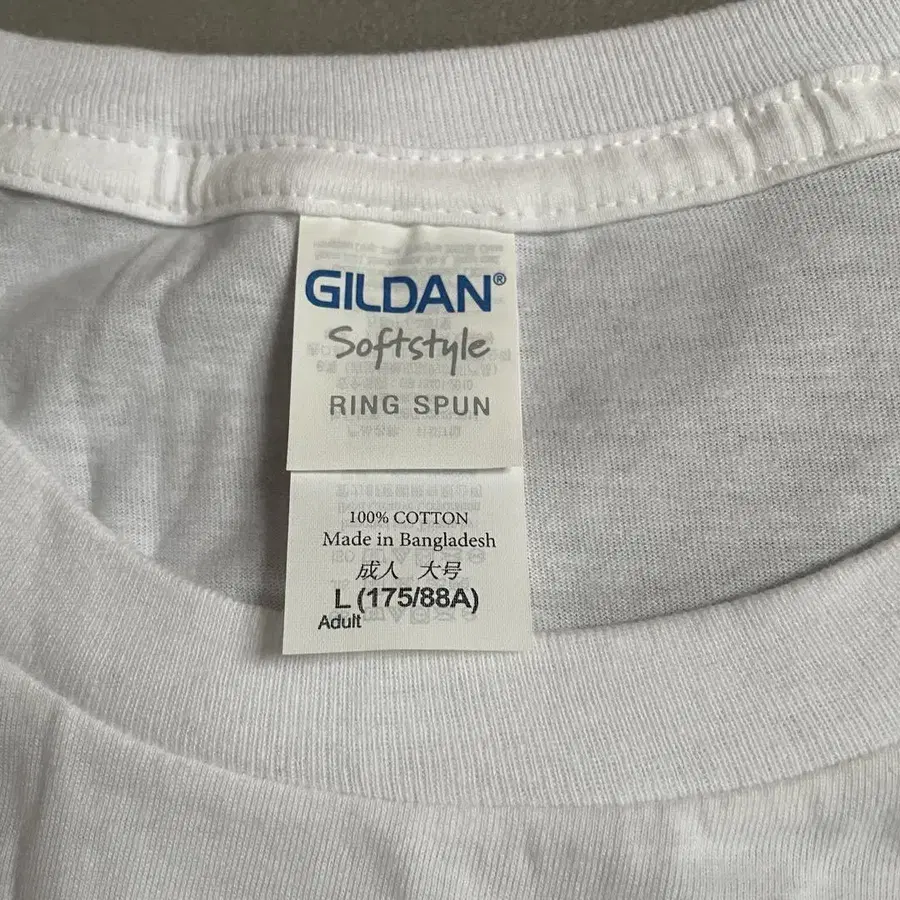 GILDAN®
Softstyle
RING SPUN
100% COTTON
Made in Bangladesh
成人 大号
L (175/88A)
Adult